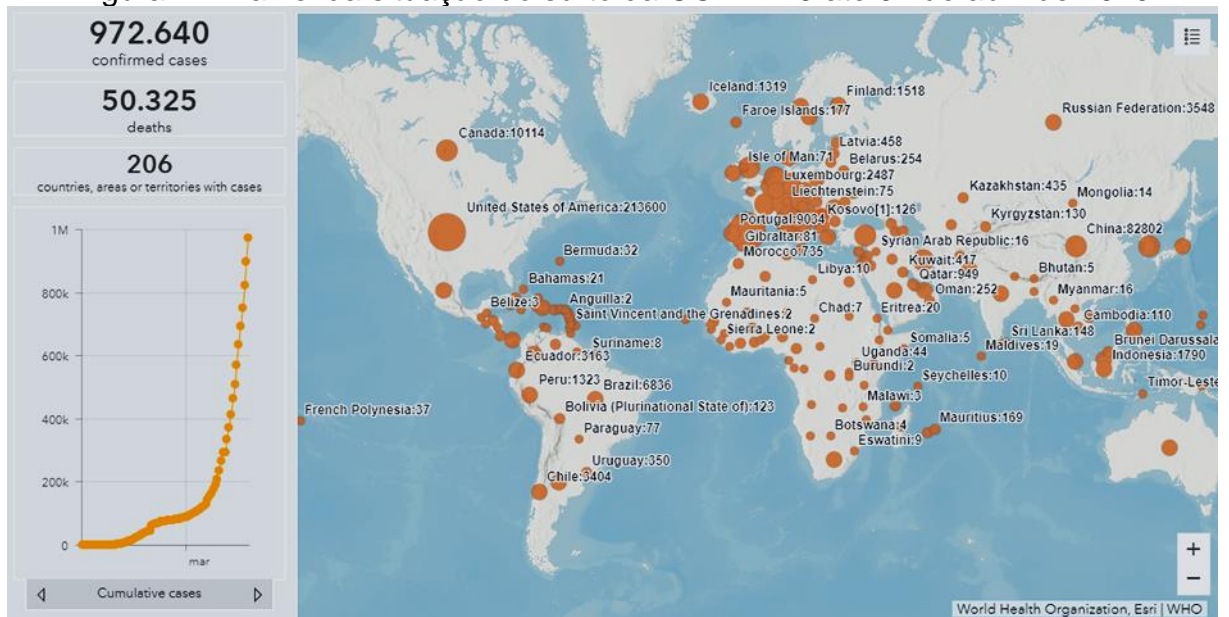 972.640
confirmed cases
50.325
deaths
206
countries, areas or territories with cases
1M
800k
600k
400k
200k
0
mar
Cumulative cases
Iceland:1319
Finland:1518
Faroe Islands:177
Russian Federation:3548
Canada:10114
Latvia:458
Isle of Man:71
Belarus:254
Luxembourg:2487
Liechtenstein:75
Kazakhstan:435
Mongolia:14
United States of America:213600
Portugal:9034
Kosovo[1]:126
Kyrgyzstan:130
Gibraltar:81
Syrian Arab Republic:16
China:82802
Bermuda:32
Morocco:735
Kuwait:417
Libya:10
Qatar:949
Bhutan:5
Bahamas:21
Mauritania:5
Oman:252
Myanmar:16
Belize:3
Anguilla:2
Chad:7
Eritrea:20
Cambodia:110
Saint Vincent and the Grenadines:2
Sierra Leone:2
Sri Lanka:148
Brunei Darussala
Suriname:8
Somalia:5
Maldives:19
Ecuador:3163
Uganda:44
Indonesia:1790
Burundi:2
Peru:1323
Brazil:6836
Seychelles:10
Timor-Leste
French Polynesia:37
Bolivia (Plurinational State of):123
Malawi:3
Paraguay:77
Botswana:4
Mauritius:169
Eswatini:9
Uruguay:350
Chile:3404
+
−
World Health Organization, Esri | WHO